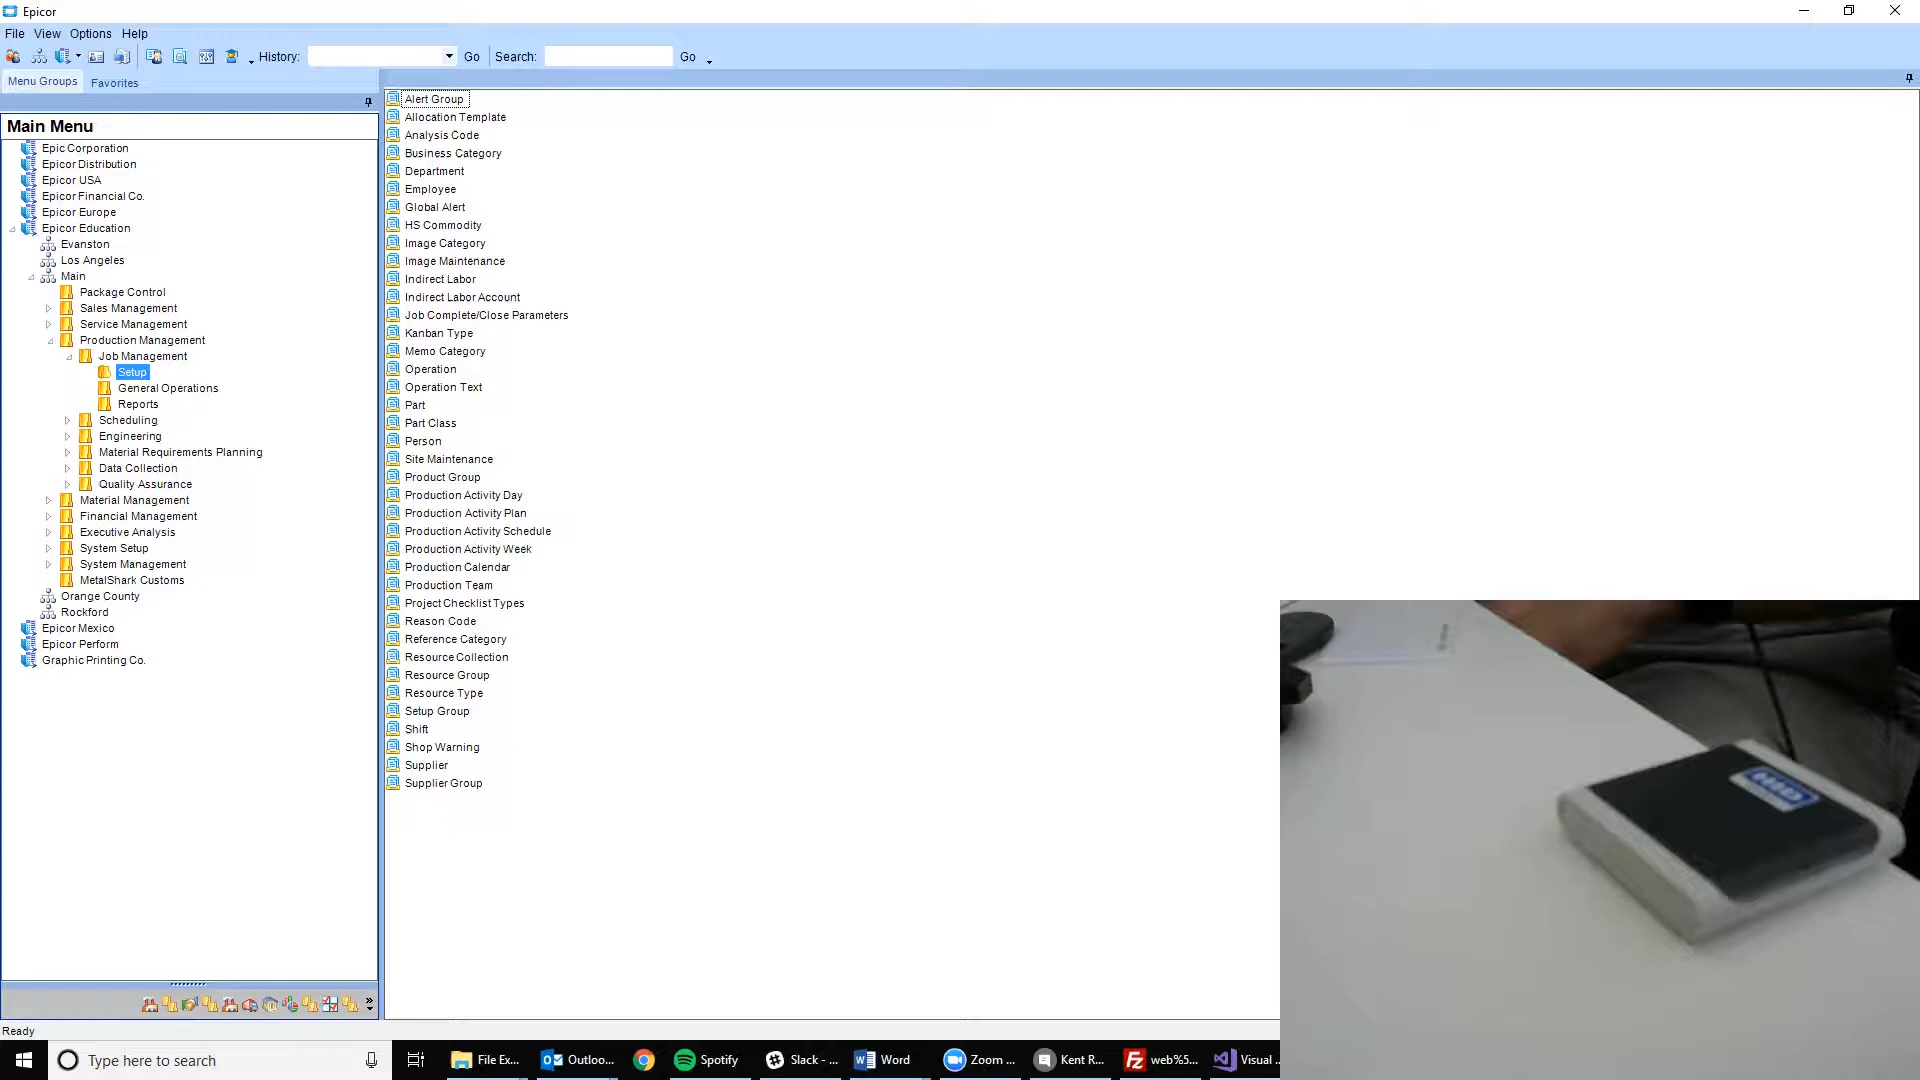 Epicor
File View Options Help
History: Go Search: Go
Menu Groups Favorites
Main Menu
Epic Corporation
Epicor Distribution
Epicor USA
Epicor Financial Co.
Epicor Europe
Epicor Education
Evanston
Los Angeles
Main
Package Control
Sales Management
Service Management
Production Management
Job Management
Setup
General Operations
Reports
Scheduling
Engineering
Material Requirements Planning
Data Collection
Quality Assurance
Material Management
Financial Management
Executive Analysis
System Setup
System Management
MetalShark Customs
Orange County
Rockford
Epicor Mexico
Epicor Perform
Graphic Printing Co.
Alert Group
Allocation Template
Analysis Code
Business Category
Department
Employee
Global Alert
HS Commodity
Image Category
Image Maintenance
Indirect Labor
Indirect Labor Account
Job Complete/Close Parameters
Kanban Type
Memo Category
Operation
Operation Text
Part
Part Class
Person
Site Maintenance
Product Group
Production Activity Day
Production Activity Plan
Production Activity Schedule
Production Activity Week
Production Calendar
Production Team
Project Checklist Types
Reason Code
Reference Category
Resource Collection
Resource Group
Resource Type
Setup Group
Shift
Shop Warning
Supplier
Supplier Group
HID
Ready
Type here to search File Ex... Outloo... Spotify Slack - ... Word Zoom ... Kent R... web%5... Visual ...